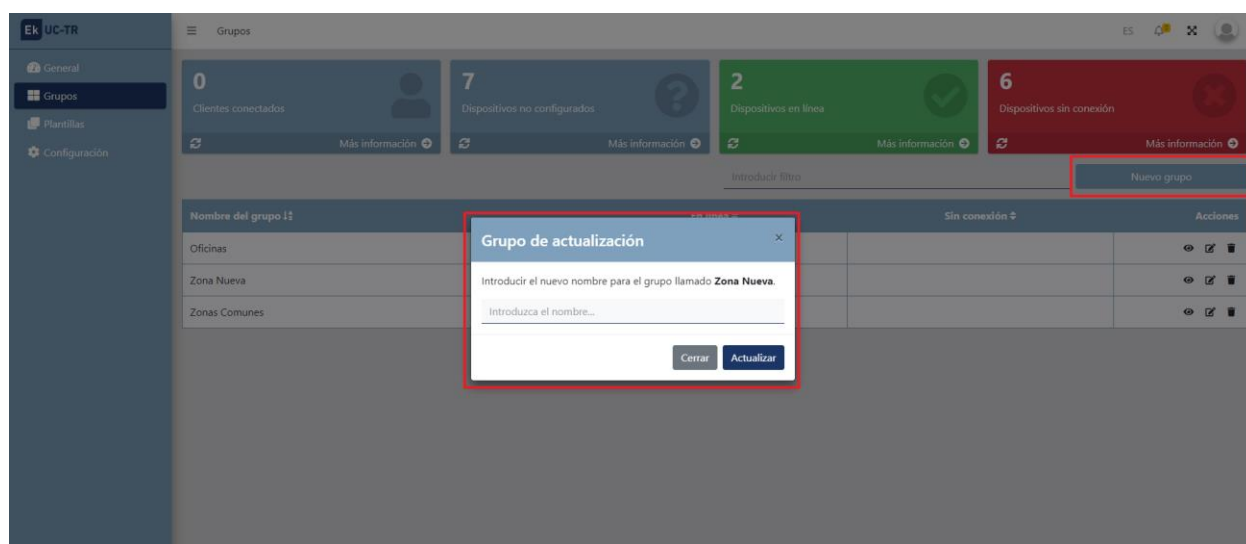 Ek UC-TR
Grupos
ES
General
Grupos
Plantillas
Configuración
0
Clientes conectados
Más información
7
Dispositivos no configurados
Más información
2
Dispositivos en línea
Más información
6
Dispositivos sin conexión
Más información
Introducir filtro
Nuevo grupo
Nombre del grupo
En línea
Sin conexión
Acciones
Oficinas
Zona Nueva
Zonas Comunes
Grupo de actualización
×
Introducir el nuevo nombre para el grupo llamado Zona Nueva.
Introduzca el nombre...
Cerrar
Actualizar